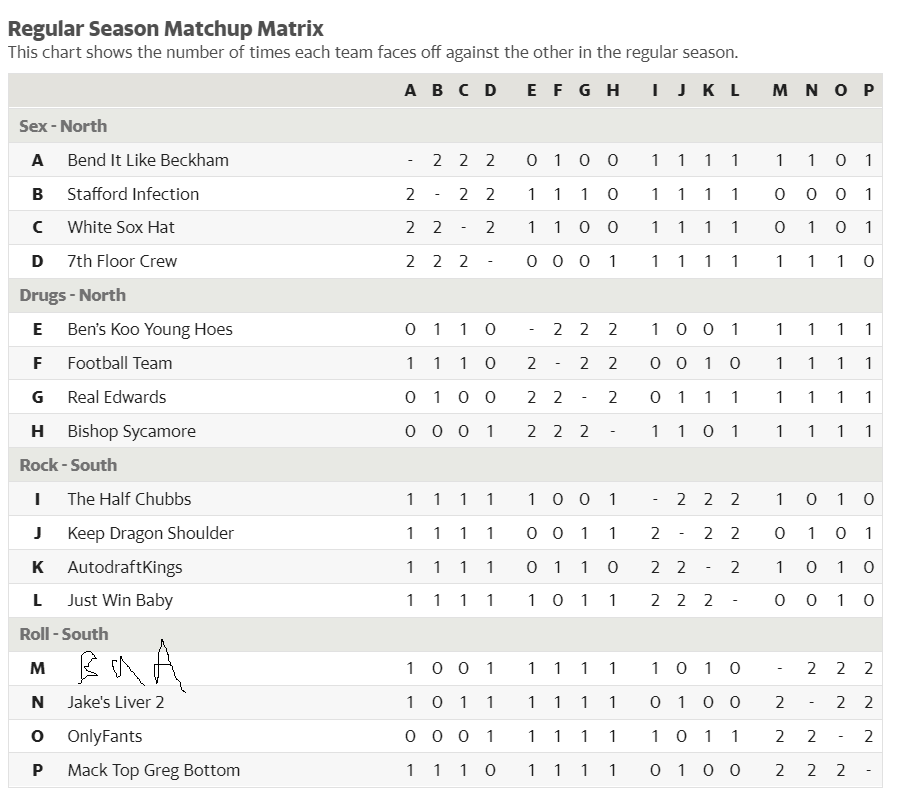 Regular Season Matchup Matrix
This chart shows the number of times each team faces off against the other in the regular season.
A B C D E F G H I J K L M N O P
Sex - North
A Bend It Like Beckham - 2 2 2 0 1 0 0 1 1 1 1 1 1 0 1
B Stafford Infection 2 - 2 2 1 1 1 0 1 1 1 1 0 0 0 1
C White Sox Hat 2 2 - 2 1 1 0 0 1 1 1 1 0 1 0 1
D 7th Floor Crew 2 2 2 - 0 0 0 1 1 1 1 1 1 1 1 0
Drugs - North
E Ben's Koo Young Hoes 0 1 1 0 - 2 2 2 1 0 0 1 1 1 1 1
F Football Team 1 1 1 0 2 - 2 2 0 0 1 0 1 1 1 1
G Real Edwards 0 1 0 0 2 2 - 2 0 1 1 1 1 1 1 1
H Bishop Sycamore 0 0 0 1 2 2 2 - 1 1 0 1 1 1 1 1
Rock - South
I The Half Chubbs 1 1 1 1 1 0 0 1 - 2 2 2 1 0 1 0
J Keep Dragon Shoulder 1 1 1 1 0 0 1 1 2 - 2 2 0 1 0 1
K AutodraftKings 1 1 1 1 0 1 1 0 2 2 - 2 1 0 1 0
L Just Win Baby 1 1 1 1 1 0 1 1 2 2 2 - 0 0 1 0
Roll - South
M 1 0 0 1 1 1 1 1 1 0 1 0 - 2 2 2
N Jake's Liver 2 1 0 1 1 1 1 1 1 0 1 0 0 2 - 2 2
O OnlyFants 0 0 0 1 1 1 1 1 1 0 1 1 2 2 - 2
P Mack Top Greg Bottom 1 1 1 0 1 1 1 1 0 1 0 0 2 2 2 -